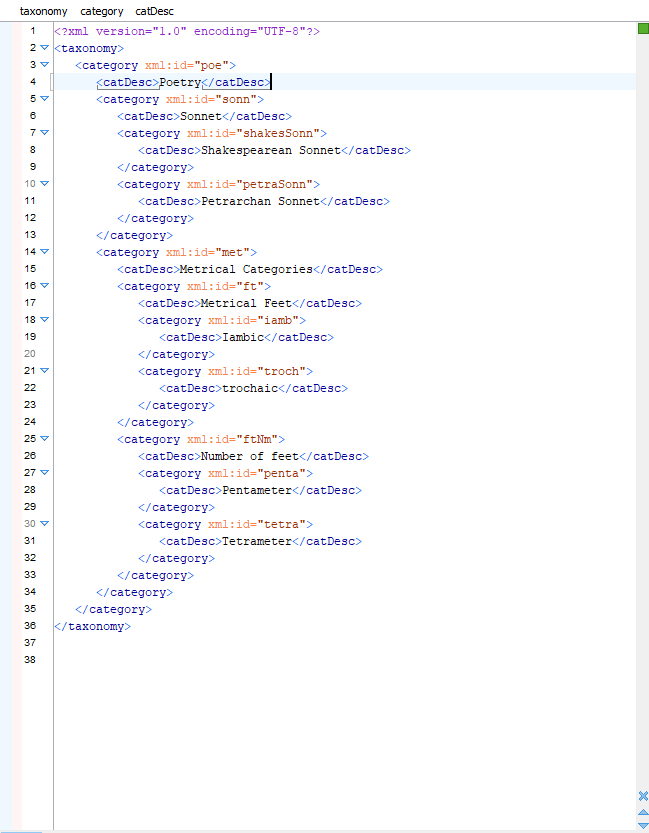 taxonomy category catDesc
1 <?xml version="1.0" encoding="UTF-8"?>
2 <taxonomy>
3 <category xml:id="poe">
4 <catDesc>Poetry</catDesc>
5 <category xml:id="sonn">
6 <catDesc>Sonnet</catDesc>
7 <category xml:id="shakesSonn">
8 <catDesc>Shakespearean Sonnet</catDesc>
9 </category>
10 <category xml:id="petraSonn">
11 <catDesc>Petrarchan Sonnet</catDesc>
12 </category>
13 </category>
14 <category xml:id="met">
15 <catDesc>Metrical Categories</catDesc>
16 <category xml:id="ft">
17 <catDesc>Metrical Feet</catDesc>
18 <category xml:id="iamb">
19 <catDesc>Iambic</catDesc>
20 </category>
21 <category xml:id="troch">
22 <catDesc>trochaic</catDesc>
23 </category>
24 </category>
25 <category xml:id="ftNm">
26 <catDesc>Number of feet</catDesc>
27 <category xml:id="penta">
28 <catDesc>Pentameter</catDesc>
29 </category>
30 <category xml:id="tetra">
31 <catDesc>Tetrameter</catDesc>
32 </category>
33 </category>
34 </category>
35 </category>
36 </taxonomy>
37
38